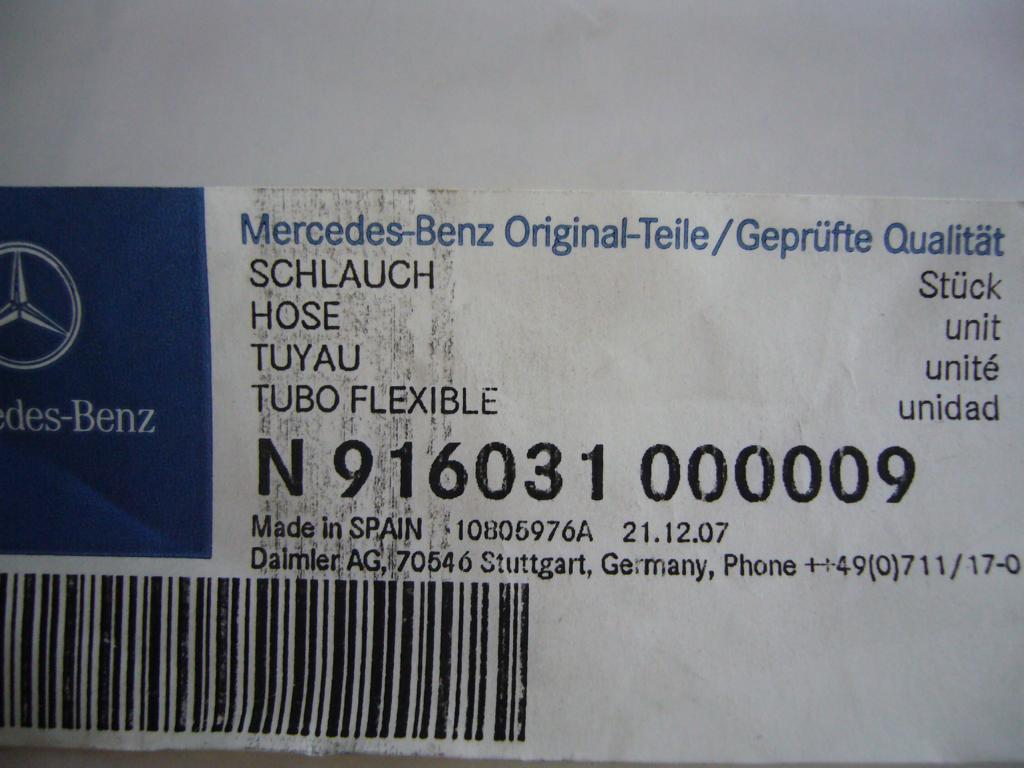 Mercedes-Benz Original-Teile/Geprüfte Qualität
SCHLAUCH Stück
HOSE unit
TUYAU unité
TUBO FLEXIBLE unidad
edes-Benz
N 916031 000009
Made in SPAIN 10805976A 21.12.07
Daimler AG, 70546 Stuttgart, Germany, Phone ++49(0)711/17-0